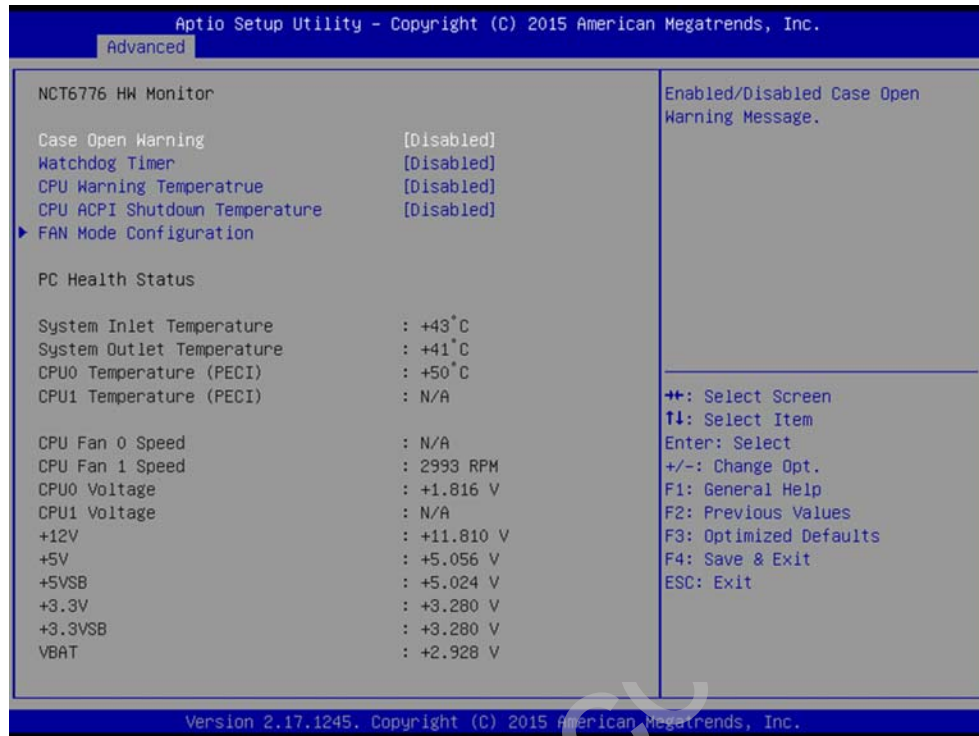 Aptio Setup Utility – Copyright (C) 2015 American Megatrends, Inc.
Advanced
NCT6776 HW Monitor
Case Open Warning [Disabled]
Watchdog Timer [Disabled]
CPU Warning Temperatrue [Disabled]
CPU ACPI Shutdown Temperature [Disabled]
► FAN Mode Configuration
PC Health Status
System Inlet Temperature : +43°C
System Outlet Temperature : +41°C
CPU0 Temperature (PECI) : +50°C
CPU1 Temperature (PECI) : N/A
CPU Fan 0 Speed : N/A
CPU Fan 1 Speed : 2993 RPM
CPU0 Voltage : +1.816 V
CPU1 Voltage : N/A
+12V : +11.810 V
+5V : +5.056 V
+5VSB : +5.024 V
+3.3V : +3.280 V
+3.3VSB : +3.280 V
VBAT : +2.928 V
Enabled/Disabled Case Open
Warning Message.
→←: Select Screen
↑↓: Select Item
Enter: Select
+/-: Change Opt.
F1: General Help
F2: Previous Values
F3: Optimized Defaults
F4: Save & Exit
ESC: Exit
Version 2.17.1245. Copyright (C) 2015 American Megatrends, Inc.